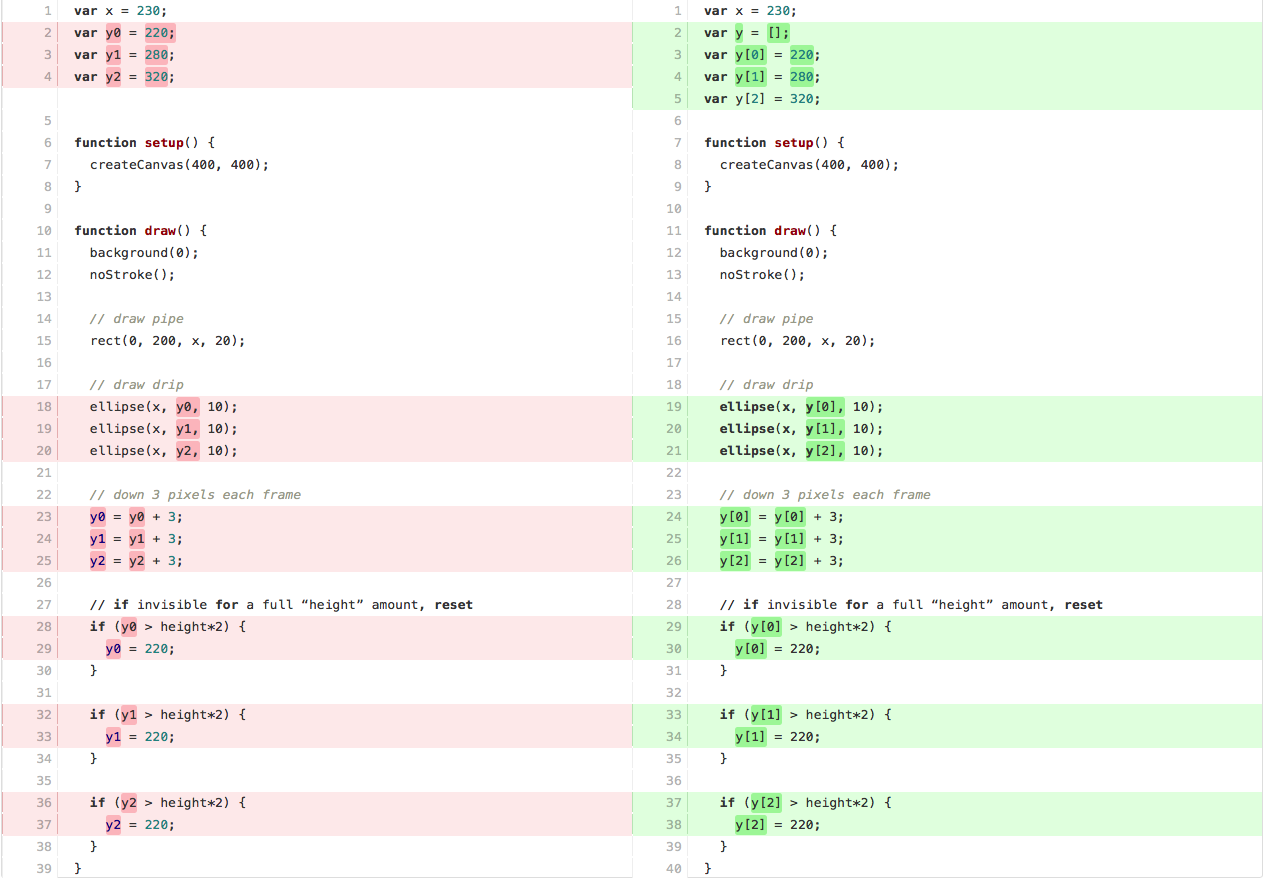 1 var x = 230;
2 var y0 = 220;
3 var y1 = 280;
4 var y2 = 320;
5
6 function setup() {
7 createCanvas(400, 400);
8 }
9
10 function draw() {
11 background(0);
12 noStroke();
13
14 // draw pipe
15 rect(0, 200, x, 20);
16
17 // draw drip
18 ellipse(x, y0, 10);
19 ellipse(x, y1, 10);
20 ellipse(x, y2, 10);
21
22 // down 3 pixels each frame
23 y0 = y0 + 3;
24 y1 = y1 + 3;
25 y2 = y2 + 3;
26
27 // if invisible for a full “height” amount, reset
28 if (y0 > height*2) {
29 y0 = 220;
30 }
31
32 if (y1 > height*2) {
33 y1 = 220;
34 }
35
36 if (y2 > height*2) {
37 y2 = 220;
38 }
39 }
1 var x = 230;
2 var y = [];
3 var y[0] = 220;
4 var y[1] = 280;
5 var y[2] = 320;
6
7 function setup() {
8 createCanvas(400, 400);
9 }
10
11 function draw() {
12 background(0);
13 noStroke();
14
15 // draw pipe
16 rect(0, 200, x, 20);
17
18 // draw drip
19 ellipse(x, y[0], 10);
20 ellipse(x, y[1], 10);
21 ellipse(x, y[2], 10);
22
23 // down 3 pixels each frame
24 y[0] = y[0] + 3;
25 y[1] = y[1] + 3;
26 y[2] = y[2] + 3;
27
28 // if invisible for a full “height” amount, reset
29 if (y[0] > height*2) {
30 y[0] = 220;
31 }
32
33 if (y[1] > height*2) {
34 y[1] = 220;
35 }
36
37 if (y[2] > height*2) {
38 y[2] = 220;
39 }
40 }